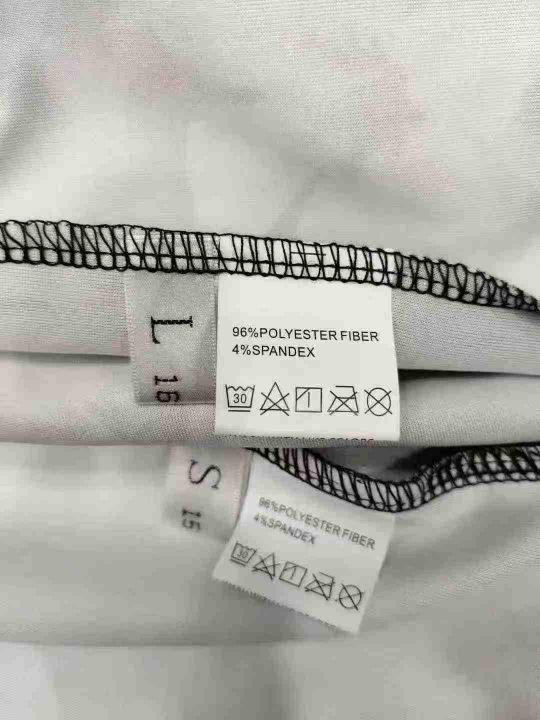 L
16
96%POLYESTER FIBER
4%SPANDEX
30
S
15
96%POLYESTER FIBER
4%SPANDEX
30